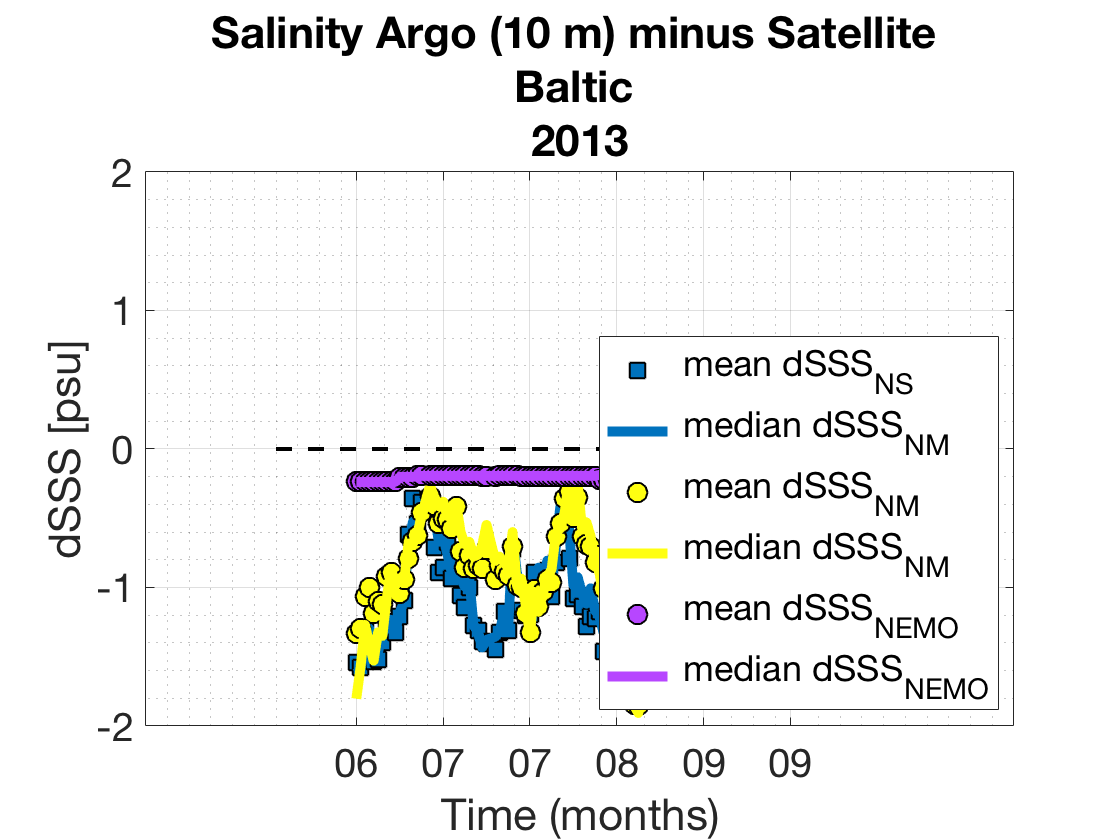 Salinity Argo (10 m) minus Satellite
Baltic
2013
dSSS [psu]
2
1
0
-1
-2
mean dSSS_NS
median dSSS_NM
mean dSSS_NM
median dSSS_NM
mean dSSS_NEMO
median dSSS_NEMO
06 07 07 08 09 09
Time (months)